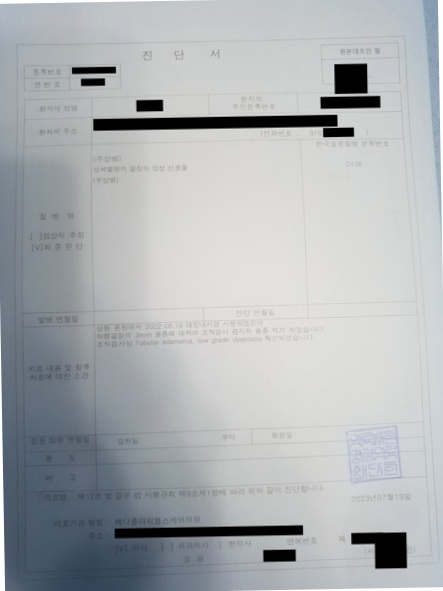 진 단 서
원본대조인 필
등록번호
연 번 호
환자의 성명
환자의
주민등록번호
환자의 주소
(전화번호 : 010 )
한국표준질병 분류번호
(주상병)
상세불명의 결장의 양성 신생물
(부상병)
D126
질 병 명
[ ]임상적 추정
[V]최 종 진 단
발병 연월일
진단 연월일
상환 본원에서 2022.08.19 대장내시경 시행하였으며
3mm 용종에 대하여 조직검사 겸자하 용종 제거 하였습니다.
조직검사상 Tubular adenoma, low grade dysplasia 확인되었습니다.
치료 내용 및 향후
치료에 대한 소견
입원·퇴원 연월일
입원일
부터
퇴원일
용 도
비 고
「의료법」 제17조 및 같은 법 시행규칙 제9조제1항에 따라 위와 같이 진단합니다.
2023년07월19일
의료기관 명칭 : 메디플라워헬스케어의원
주소 :
[V] 의사 [ ] 치과의사 [ ] 한의사
면허번호
제
성 명